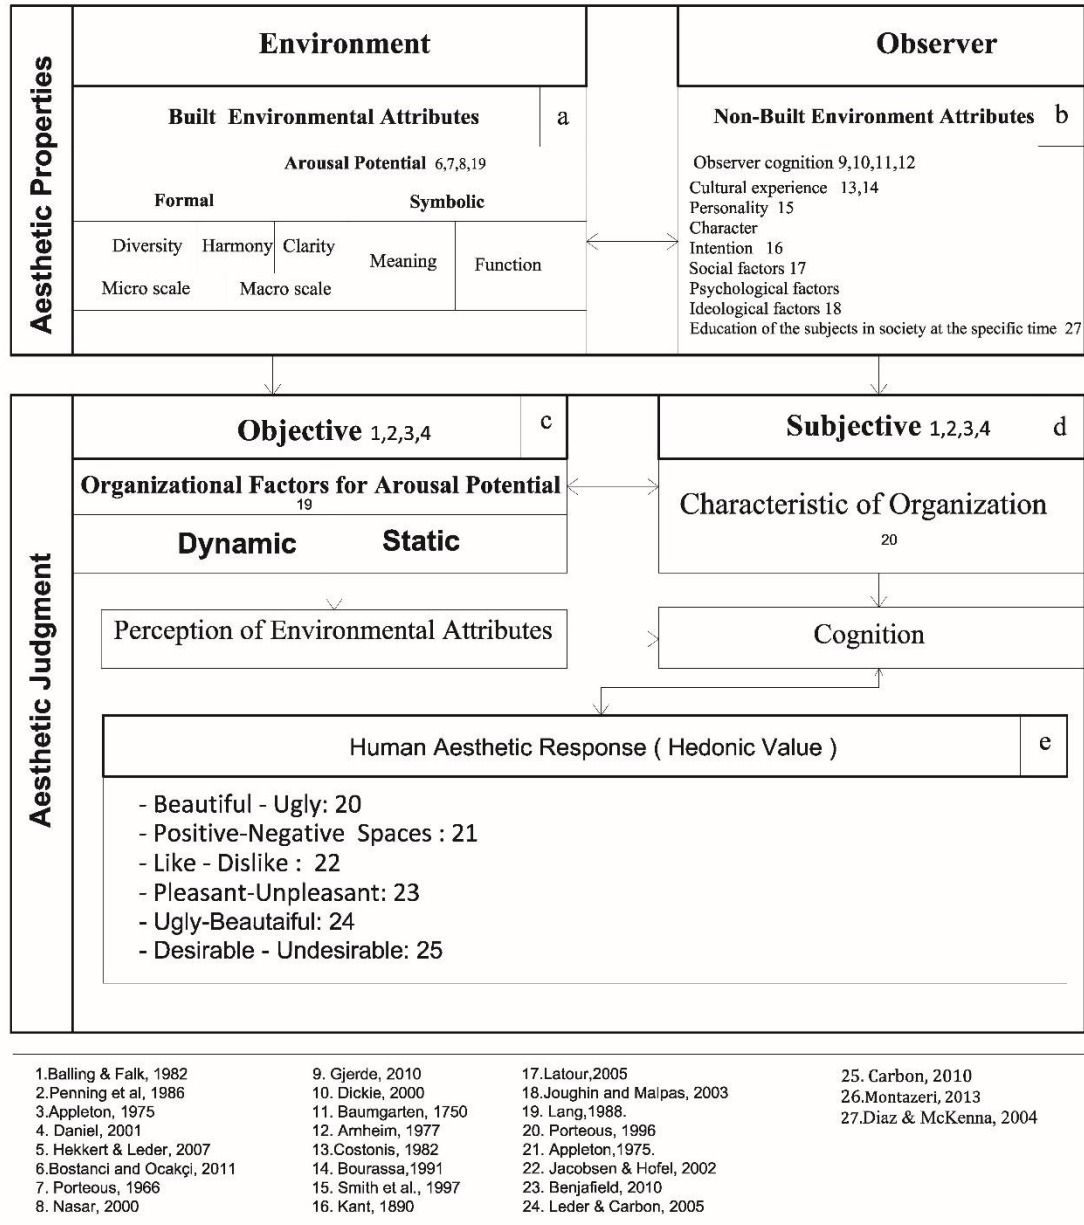 Aesthetic Properties
Environment
Observer
Built Environmental Attributes
a
Non-Built Environment Attributes
b
Arousal Potential 6,7,8,19
Formal
Symbolic
Diversity
Harmony
Clarity
Meaning
Function
Micro scale
Macro scale
Observer cognition 9,10,11,12
Cultural experience 13,14
Personality 15
Character
Intention 16
Social factors 17
Psychological factors
Ideological factors 18
Education of the subjects in society at the specific time 27
Aesthetic Judgment
Objective 1,2,3,4
c
Subjective 1,2,3,4
d
Organizational Factors for Arousal Potential
19
Dynamic
Static
Characteristic of Organization
20
Perception of Environmental Attributes
Cognition
Human Aesthetic Response ( Hedonic Value )
e
- Beautiful - Ugly: 20
- Positive-Negative Spaces : 21
- Like - Dislike : 22
- Pleasant-Unpleasant: 23
- Ugly-Beautaiful: 24
- Desirable - Undesirable: 25
1.Balling & Falk, 1982
2.Penning et al, 1986
3.Appleton, 1975
4. Daniel, 2001
5. Hekkert & Leder, 2007
6.Bostanci and Ocakçi, 2011
7. Porteous, 1966
8. Nasar, 2000
9. Gjerde, 2010
10. Dickie, 2000
11. Baumgarten, 1750
12. Arnheim, 1977
13.Costonis, 1982
14. Bourassa,1991
15. Smith et al., 1997
16. Kant, 1890
17.Latour,2005
18.Joughin and Malpas, 2003
19. Lang,1988.
20. Porteous, 1996
21. Appleton,1975.
22. Jacobsen & Hofel, 2002
23. Benjafield, 2010
24. Leder & Carbon, 2005
25. Carbon, 2010
26.Montazeri, 2013
27.Diaz & McKenna, 2004